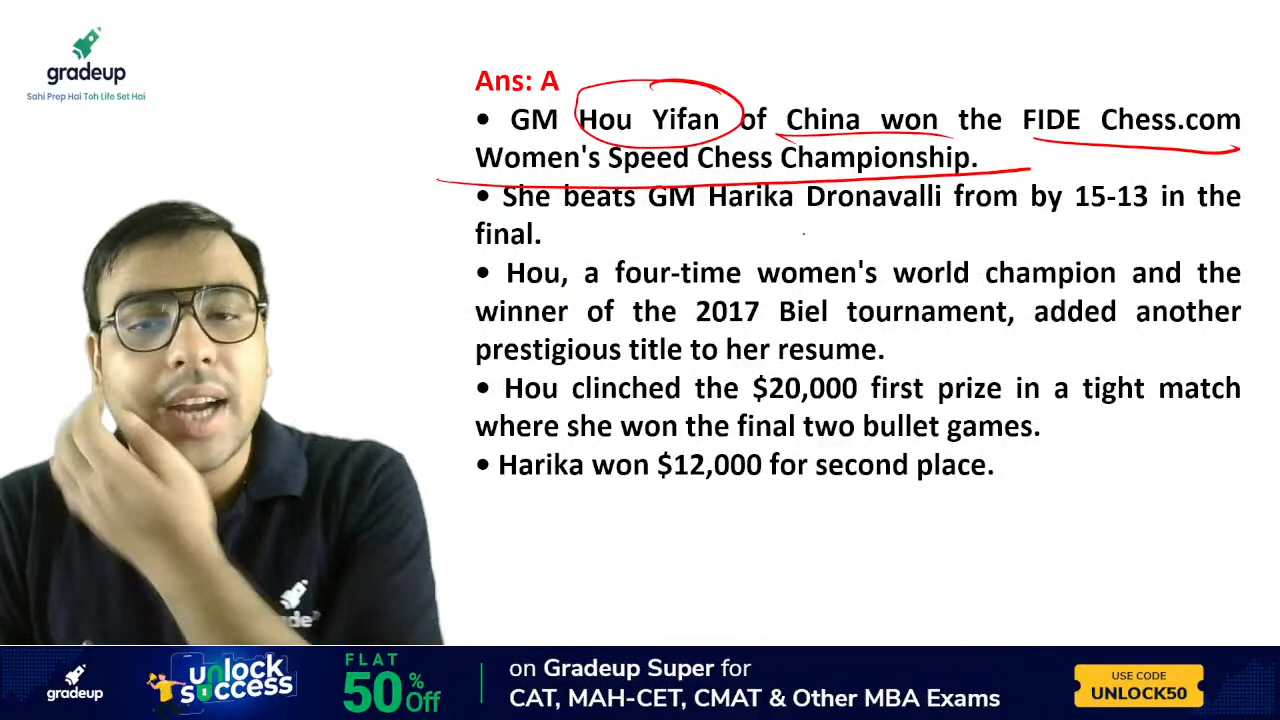 gradeup
Sahi Prep Hai Toh Life Set Hai
Ans: A
• GM Hou Yifan of China won the FIDE Chess.com
Women's Speed Chess Championship.
• She beats GM Harika Dronavalli from by 15-13 in the
final.
• Hou, a four-time women's world champion and the
winner of the 2017 Biel tournament, added another
prestigious title to her resume.
• Hou clinched the $20,000 first prize in a tight match
where she won the final two bullet games.
• Harika won $12,000 for second place.
gradeup
unlock
success
FLAT
50% Off
on Gradeup Super for
CAT, MAH-CET, CMAT & Other MBA Exams
USE CODE
UNLOCK50